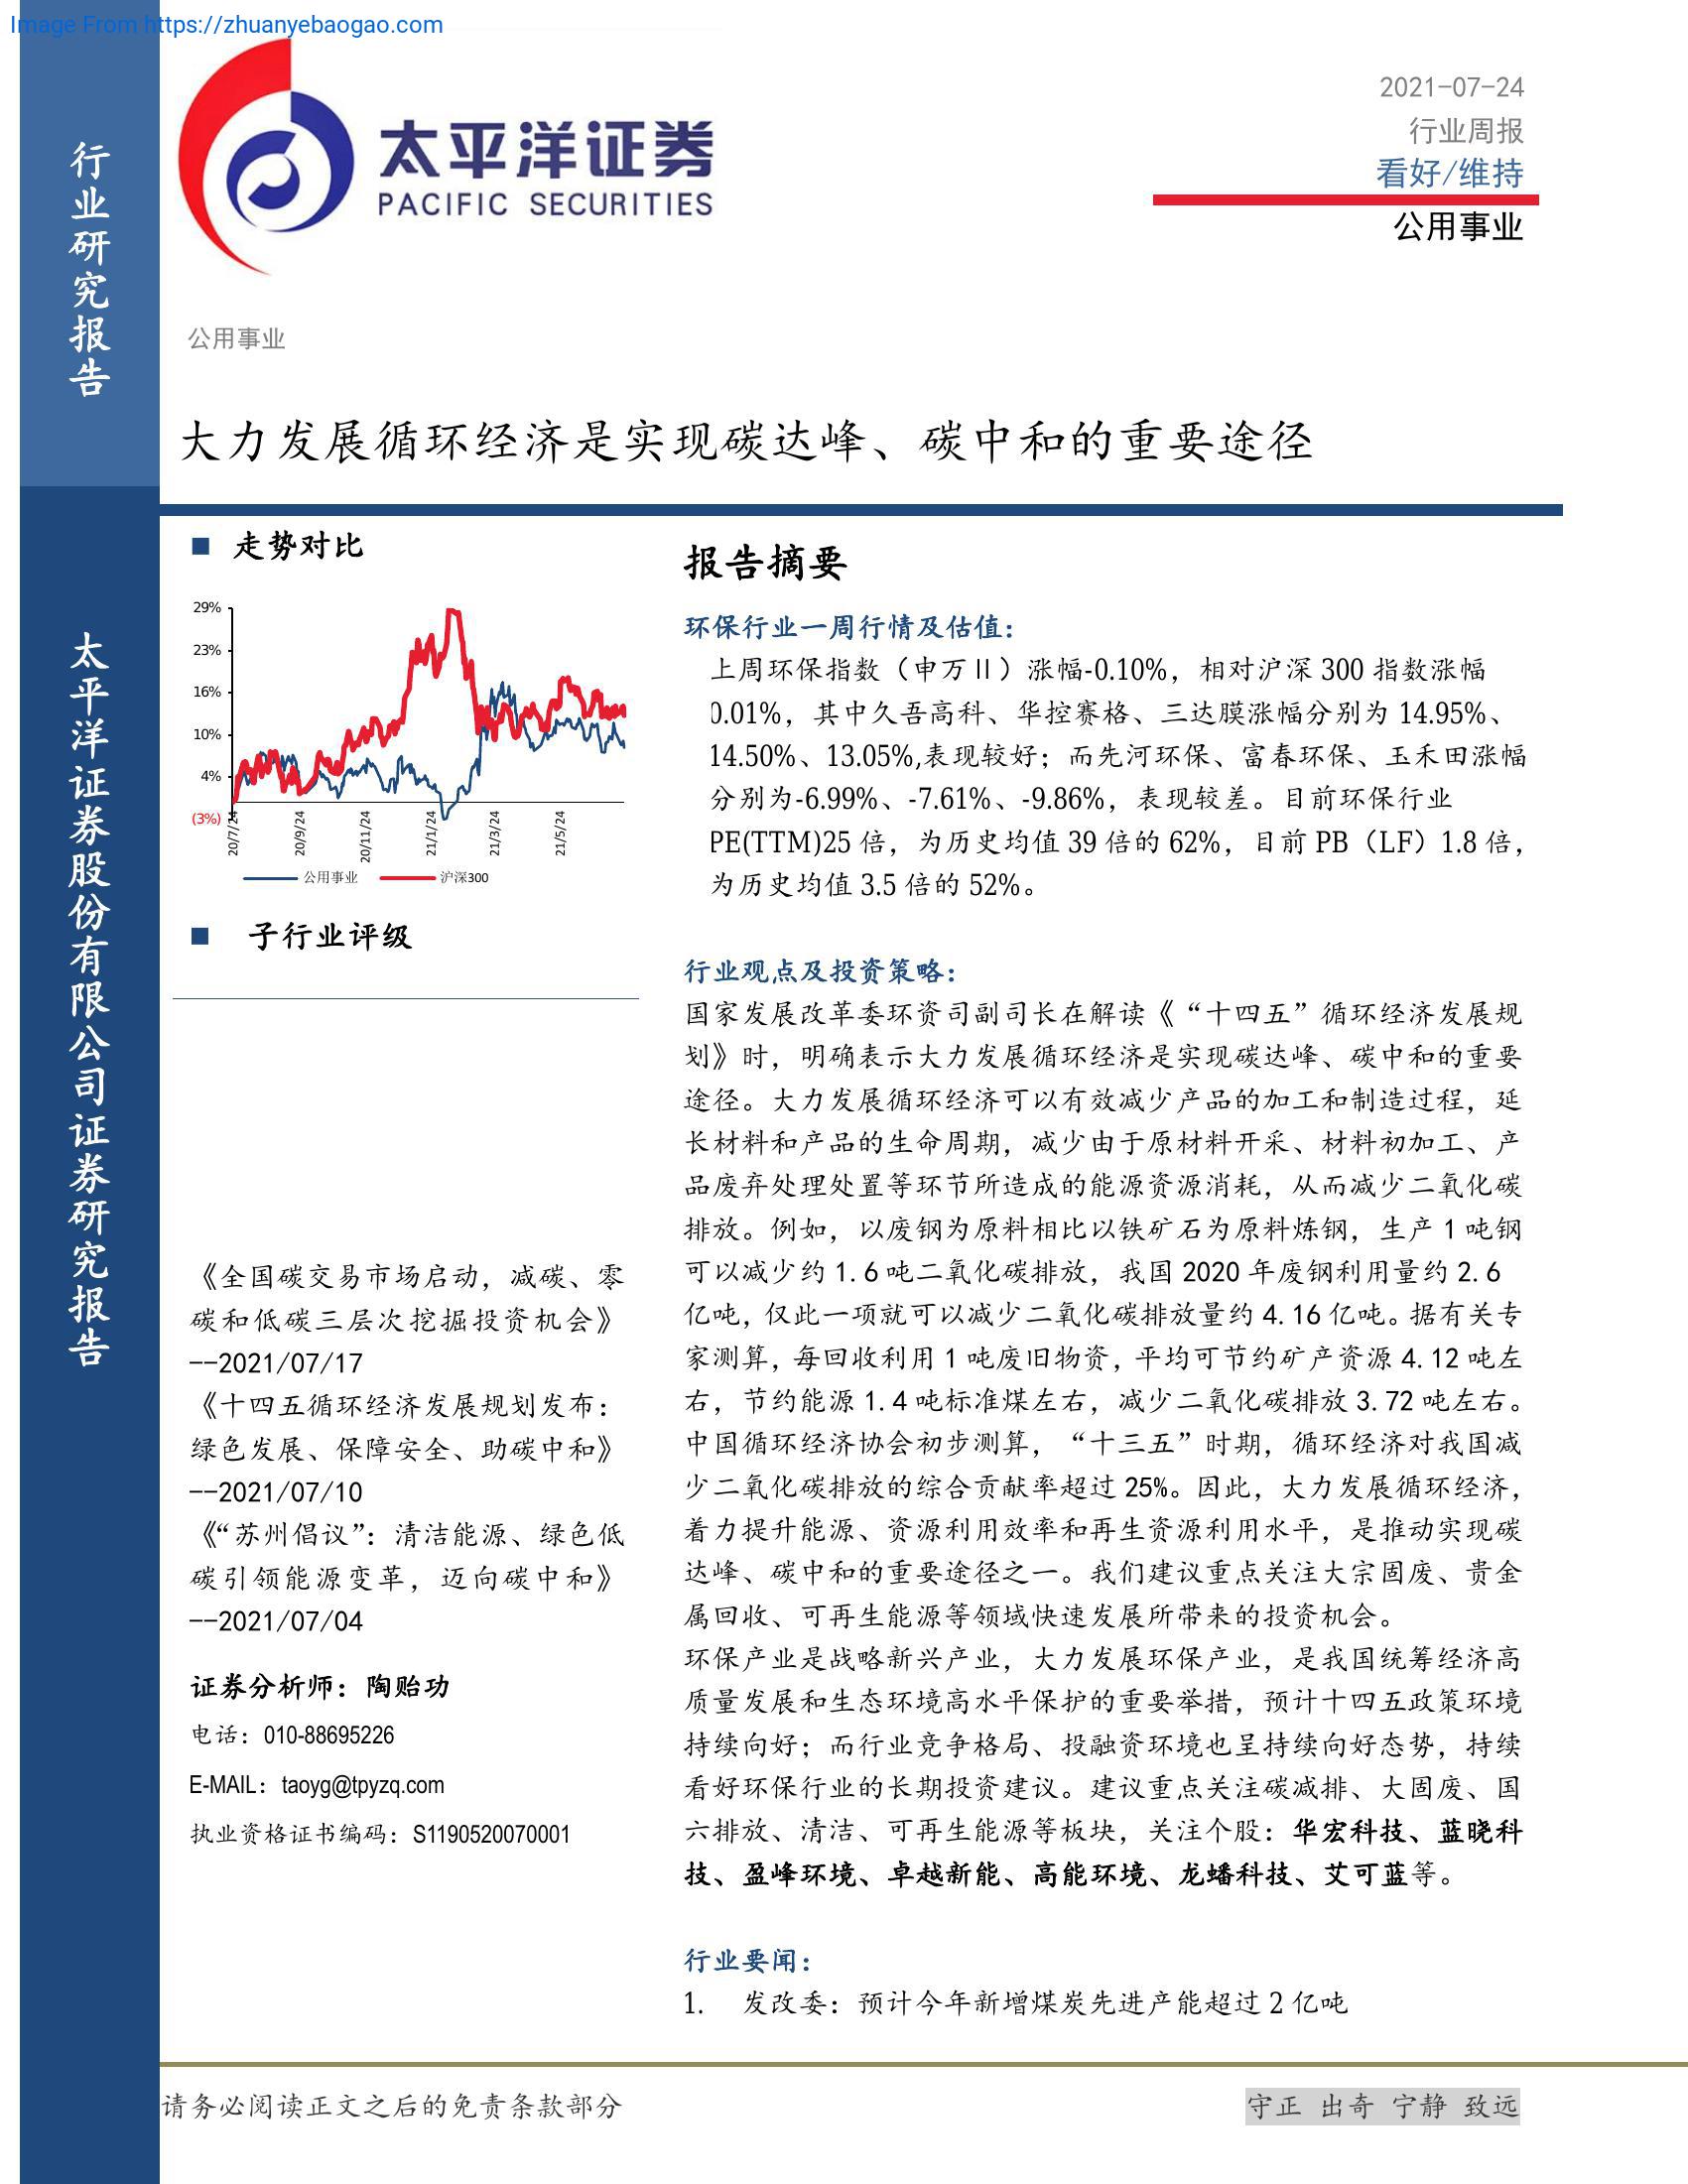 Image From https://zhuanyebaogao.com
行业研究报告
太平洋证券股份有限公司证券研究报告
太平洋证券
PACIFIC SECURITIES
2021-07-24
行业周报
看好/维持
公用事业
公用事业
大力发展循环经济是实现碳达峰、碳中和的重要途径
■ 走势对比
29%
23%
16%
10%
4%
(3%)
20/7/24
20/9/24
20/11/24
21/1/24
21/3/24
21/5/24
公用事业 沪深300
■ 子行业评级
《全国碳交易市场启动，减碳、零
碳和低碳三层次挖掘投资机会》
--2021/07/17
《十四五循环经济发展规划发布：
绿色发展、保障安全、助碳中和》
--2021/07/10
《“苏州倡议”：清洁能源、绿色低
碳引领能源变革，迈向碳中和》
--2021/07/04
证券分析师：陶贻功
电话：010-88695226
E-MAIL：taoyg@tpyzq.com
执业资格证书编码：S1190520070001
报告摘要
环保行业一周行情及估值：
上周环保指数（申万Ⅱ）涨幅-0.10%，相对沪深 300 指数涨幅
0.01%，其中久吾高科、华控赛格、三达膜涨幅分别为 14.95%、
14.50%、13.05%,表现较好；而先河环保、富春环保、玉禾田涨幅
分别为-6.99%、-7.61%、-9.86%，表现较差。目前环保行业
PE(TTM)25 倍，为历史均值 39 倍的 62%，目前 PB（LF）1.8 倍，
为历史均值 3.5 倍的 52%。
行业观点及投资策略：
国家发展改革委环资司副司长在解读《“十四五”循环经济发展规
划》时，明确表示大力发展循环经济是实现碳达峰、碳中和的重要
途径。大力发展循环经济可以有效减少产品的加工和制造过程，延
长材料和产品的生命周期，减少由于原材料开采、材料初加工、产
品废弃处理处置等环节所造成的能源资源消耗，从而减少二氧化碳
排放。例如，以废钢为原料相比以铁矿石为原料炼钢，生产 1 吨钢
可以减少约 1.6 吨二氧化碳排放，我国 2020 年废钢利用量约 2.6
亿吨，仅此一项就可以减少二氧化碳排放量约 4.16 亿吨。据有关专
家测算，每回收利用 1 吨废旧物资，平均可节约矿产资源 4.12 吨左
右，节约能源 1.4 吨标准煤左右，减少二氧化碳排放 3.72 吨左右。
中国循环经济协会初步测算，“十三五”时期，循环经济对我国减
少二氧化碳排放的综合贡献率超过 25%。因此，大力发展循环经济，
着力提升能源、资源利用效率和再生资源利用水平，是推动实现碳
达峰、碳中和的重要途径之一。我们建议重点关注大宗固废、贵金
属回收、可再生能源等领域快速发展所带来的投资机会。
环保产业是战略新兴产业，大力发展环保产业，是我国统筹经济高
质量发展和生态环境高水平保护的重要举措，预计十四五政策环境
持续向好；而行业竞争格局、投融资环境也呈持续向好态势，持续
看好环保行业的长期投资建议。建议重点关注碳减排、大固废、国
六排放、清洁、可再生能源等板块，关注个股：华宏科技、蓝晓科
技、盈峰环境、卓越新能、高能环境、龙蟠科技、艾可蓝等。
行业要闻：
1. 发改委：预计今年新增煤炭先进产能超过 2 亿吨
请务必阅读正文之后的免责条款部分
守正 出奇 宁静 致远